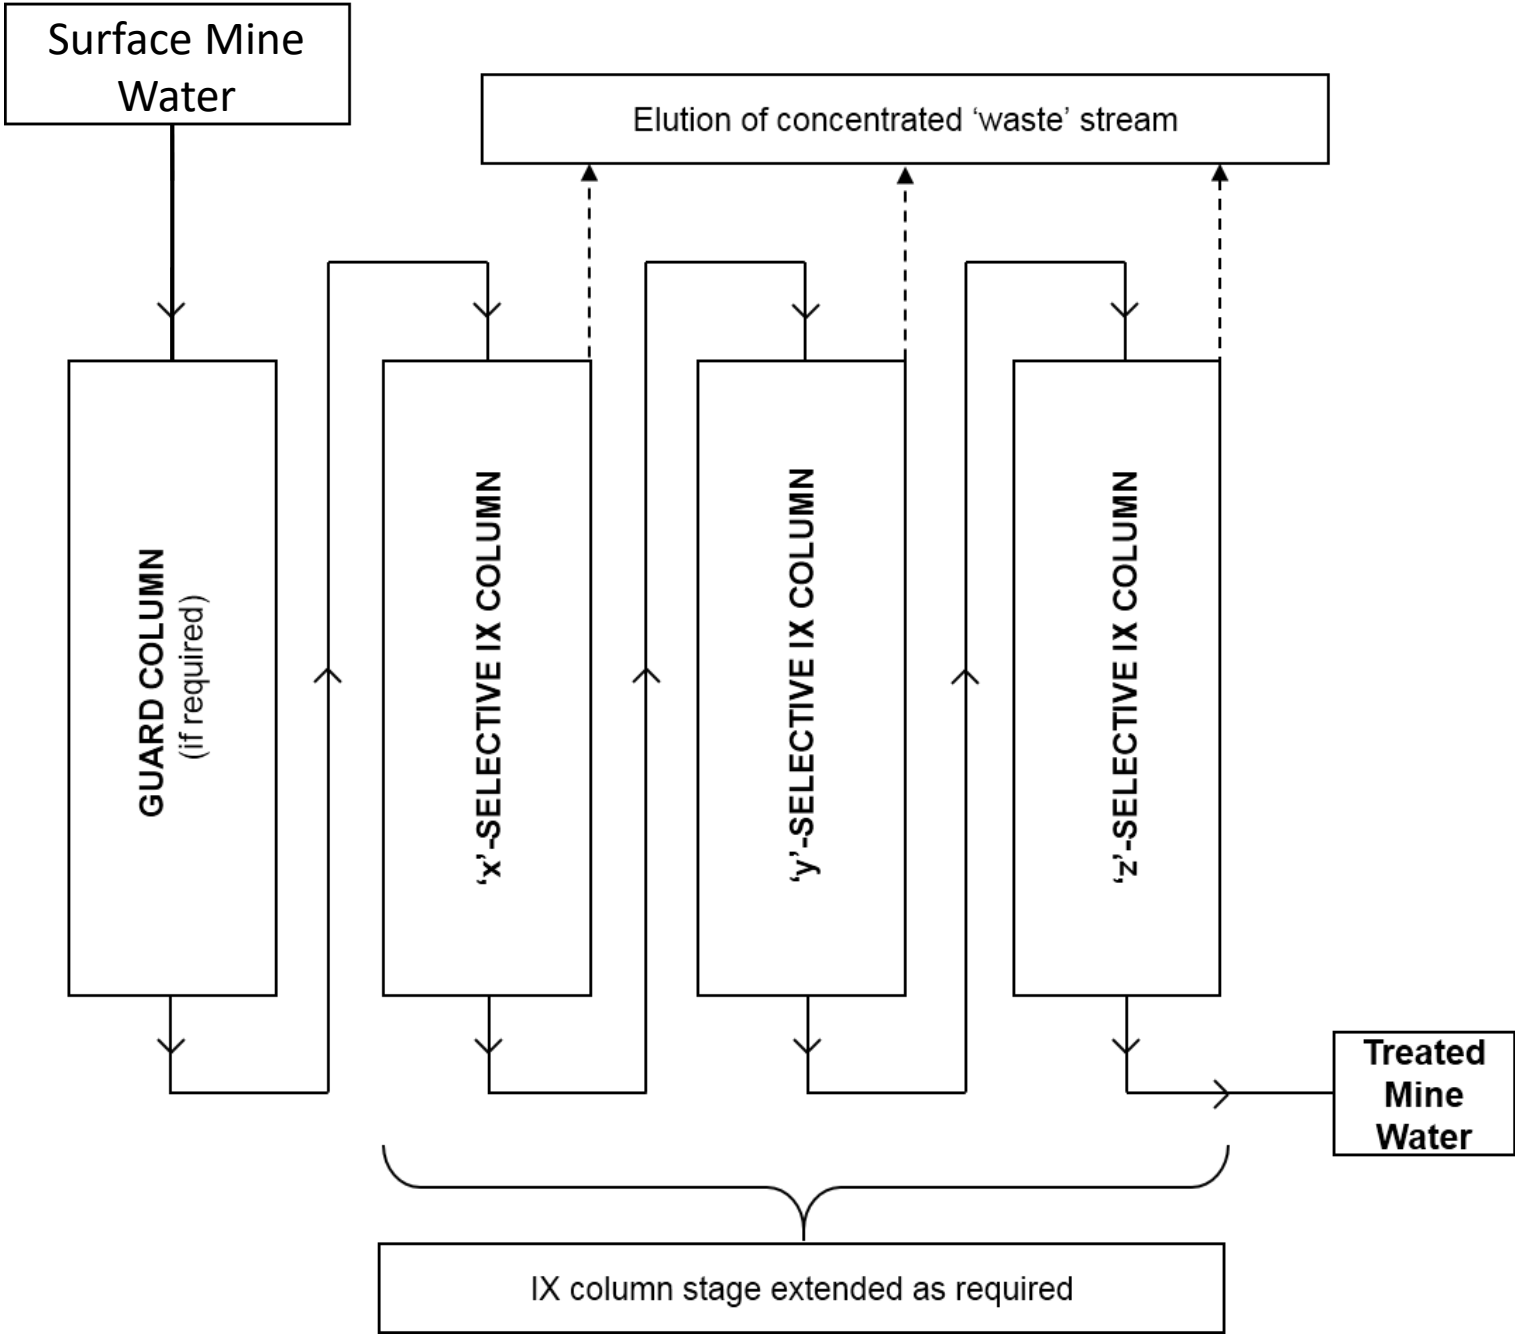 Surface Mine
Water
Elution of concentrated ‘waste’ stream
GUARD COLUMN
(if required)
‘x’-SELECTIVE IX COLUMN
‘y’-SELECTIVE IX COLUMN
‘z’-SELECTIVE IX COLUMN
Treated
Mine
Water
IX column stage extended as required